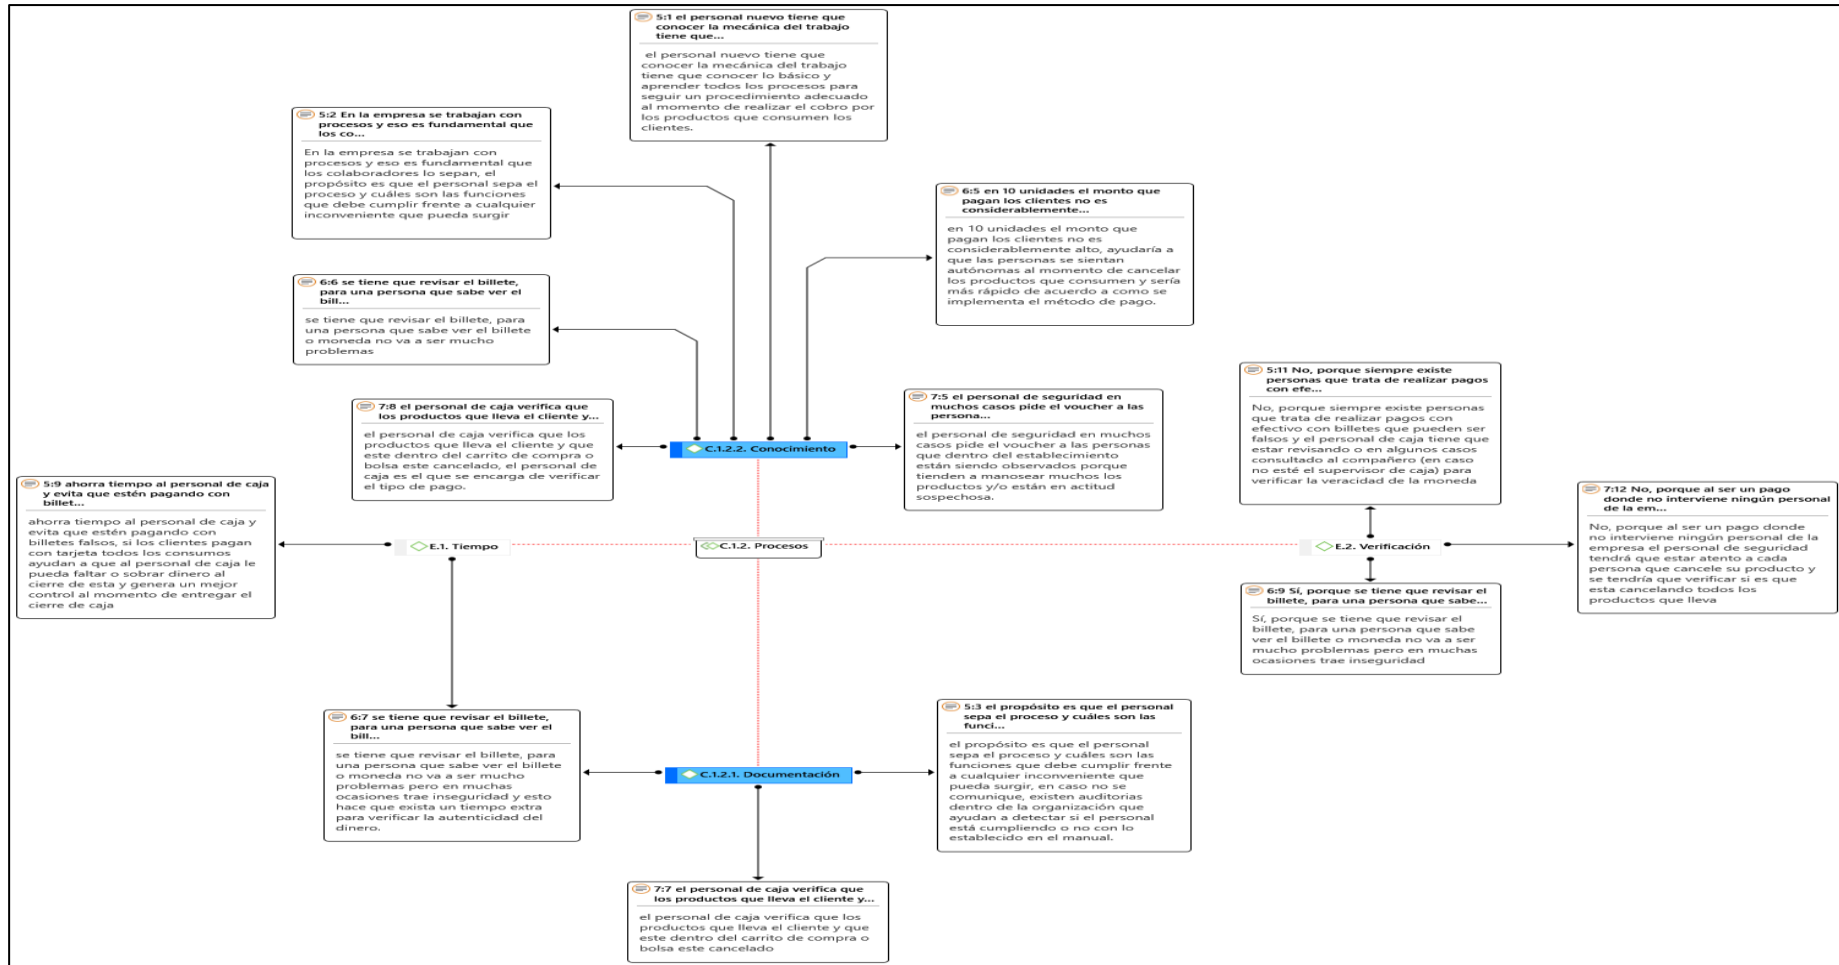 5:1 el personal nuevo tiene que
conocer la mecánica del trabajo
tiene que...
el personal nuevo tiene que
conocer la mecánica del trabajo
tiene que conocer lo básico y
aprender todos los procesos para
seguir un procedimiento adecuado
al momento de realizar el cobro por
los productos que consumen los
clientes.
5:2 En la empresa se trabajan con
procesos y eso es fundamental que
los co...
En la empresa se trabajan con
procesos y eso es fundamental que
los colaboradores lo sepan, el
propósito es que el personal sepa el
proceso y cuáles son las funciones
que debe cumplir frente a cualquier
inconveniente que pueda surgir
6:5 en 10 unidades el monto que
pagan los clientes no es
considerablemente...
en 10 unidades el monto que
pagan los clientes no es
considerablemente alto, ayudaría a
que las personas se sientan
autónomas al momento de cancelar
los productos que consumen y sería
más rápido de acuerdo a como se
implementa el método de pago.
6:6 se tiene que revisar el billete,
para una persona que sabe ver el
bill...
se tiene que revisar el billete, para
una persona que sabe ver el billete
o moneda no va a ser mucho
problemas
7:8 el personal de caja verifica que
los productos que lleva el cliente y...
el personal de caja verifica que los
productos que lleva el cliente y que
este dentro del carrito de compra o
bolsa este cancelado, el personal de
caja es el que se encarga de verificar
el tipo de pago.
C.1.2.2. Conocimiento
7:5 el personal de seguridad en
muchos casos pide el voucher a las
persona...
el personal de seguridad en muchos
casos pide el voucher a las personas
que dentro del establecimiento
están siendo observados porque
tienden a manosear muchos los
productos y/o están en actitud
sospechosa.
5:11 No, porque siempre existe
personas que trata de realizar pagos
con efe...
No, porque siempre existe personas
que trata de realizar pagos con
efectivo con billetes que pueden ser
falsos y el personal de caja tiene que
estar revisando o en algunos casos
consultado al compañero (en caso
no esté el supervisor de caja) para
verificar la veracidad de la moneda
5:9 ahorra tiempo al personal de caja
y evita que estén pagando con
billet...
ahorra tiempo al personal de caja y
evita que estén pagando con
billetes falsos, si los clientes pagan
con tarjeta todos los consumos
ayudan a que al personal de caja le
pueda faltar o sobrar dinero al
cierre de esta y genera un mejor
control al momento de entregar el
cierre de caja
E.1. Tiempo
C.1.2. Procesos
E.2. Verificación
7:12 No, porque al ser un pago
donde no interviene ningún personal
de la em...
No, porque al ser un pago donde
no interviene ningún personal de la
empresa el personal de seguridad
tendrá que estar atento a cada
persona que cancele su producto y
se tendría que verificar si es que
esta cancelando todos los
productos que lleva
6:9 Sí, porque se tiene que revisar el
billete, para una persona que sabe...
Sí, porque se tiene que revisar el
billete, para una persona que sabe
ver el billete o moneda no va a ser
mucho problemas pero en muchas
ocasiones trae inseguridad
6:7 se tiene que revisar el billete,
para una persona que sabe ver el
bill...
se tiene que revisar el billete, para
una persona que sabe ver el billete
o moneda no va a ser mucho
problemas pero en muchas
ocasiones trae inseguridad y esto
hace que exista un tiempo extra
para verificar la autenticidad del
dinero.
C.1.2.1. Documentación
5:3 el propósito es que el personal
sepa el proceso y cuáles son las
funci...
el propósito es que el personal
sepa el proceso y cuáles son las
funciones que debe cumplir frente
a cualquier inconveniente que
pueda surgir, en caso no se
comunique, existen auditorias
dentro de la organización que
ayudan a detectar si el personal
está cumpliendo o no con lo
establecido en el manual.
7:7 el personal de caja verifica que
los productos que lleva el cliente y...
el personal de caja verifica que los
productos que lleva el cliente y que
este dentro del carrito de compra o
bolsa este cancelado